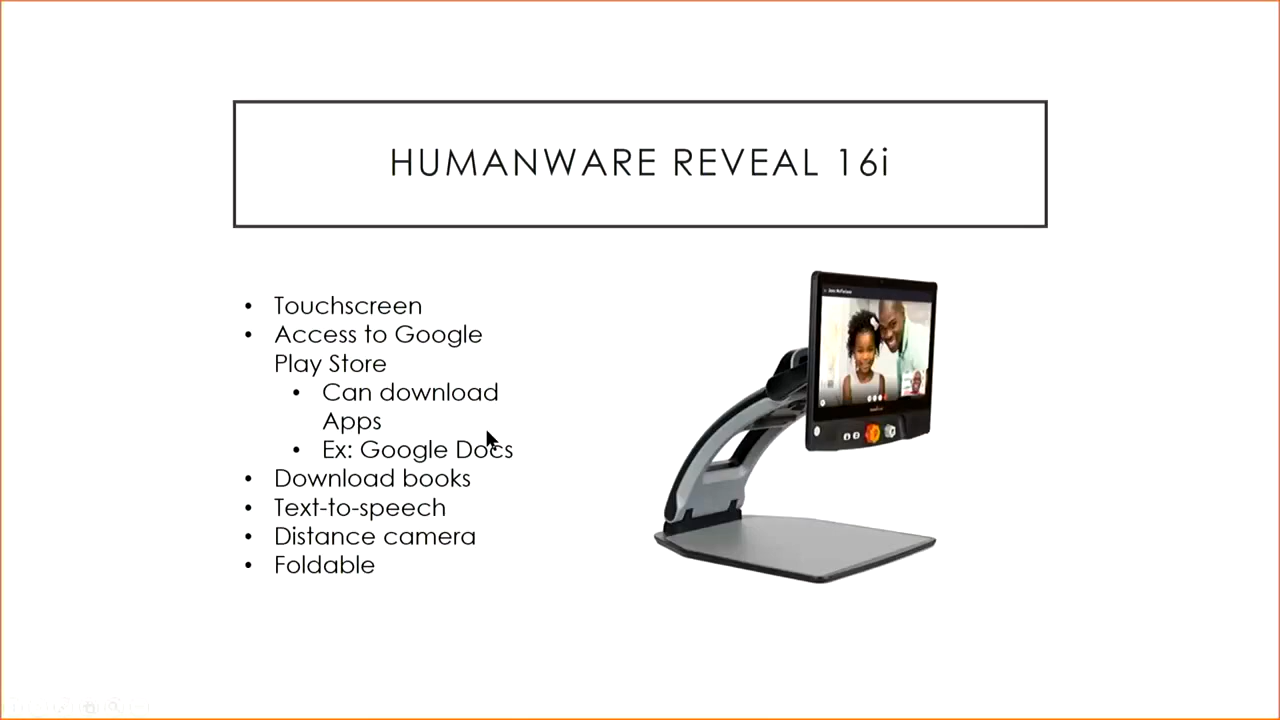 HUMANWARE REVEAL 16i
• Touchscreen
• Access to Google
Play Store
• Can download
Apps
• Ex: Google Docs
• Download books
• Text-to-speech
• Distance camera
• Foldable